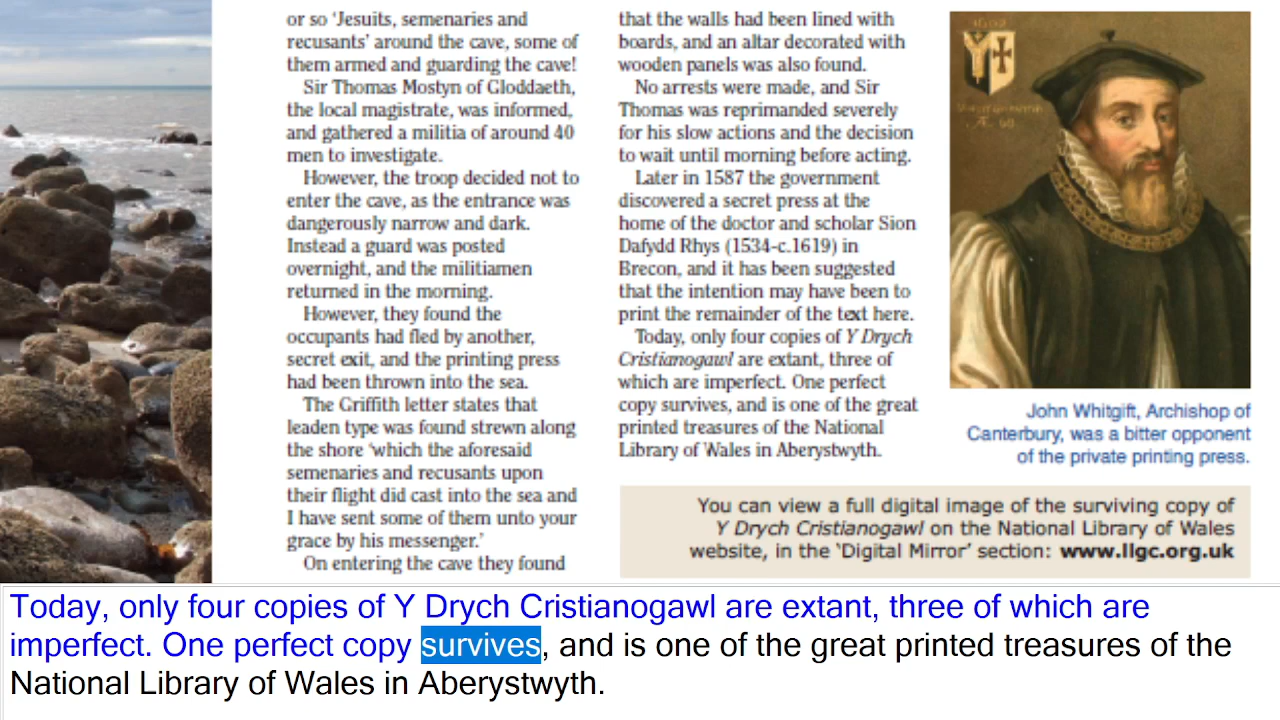 or so ‘Jesuits, semenaries and
recusants’ around the cave, some of
them armed and guarding the cave!
Sir Thomas Mostyn of Gloddaeth,
the local magistrate, was informed,
and gathered a militia of around 40
men to investigate.
However, the troop decided not to
enter the cave, as the entrance was
dangerously narrow and dark.
Instead a guard was posted
overnight, and the militiamen
returned in the morning.
However, they found the
occupants had fled by another,
secret exit, and the printing press
had been thrown into the sea.
The Griffith letter states that
leaden type was found strewn along
the shore ‘which the aforesaid
semenaries and recusants upon
their flight did cast into the sea and
I have sent some of them unto your
grace by his messenger.’
On entering the cave they found
that the walls had been lined with
boards, and an altar decorated with
wooden panels was also found.
No arrests were made, and Sir
Thomas was reprimanded severely
for his slow actions and the decision
to wait until morning before acting.
Later in 1587 the government
discovered a secret press at the
home of the doctor and scholar Sion
Dafydd Rhys (1534-c.1619) in
Brecon, and it has been suggested
that the intention may have been to
print the remainder of the text here.
Today, only four copies of Y Drych
Cristianogawl are extant, three of
which are imperfect. One perfect
copy survives, and is one of the great
printed treasures of the National
Library of Wales in Aberystwyth.
John Whitgift, Archishop of
Canterbury, was a bitter opponent
of the private printing press.
You can view a full digital image of the surviving copy of
Y Drych Cristianogawl on the National Library of Wales
website, in the ‘Digital Mirror’ section: www.llgc.org.uk
Today, only four copies of Y Drych Cristianogawl are extant, three of which are
imperfect. One perfect copy survives, and is one of the great printed treasures of the
National Library of Wales in Aberystwyth.